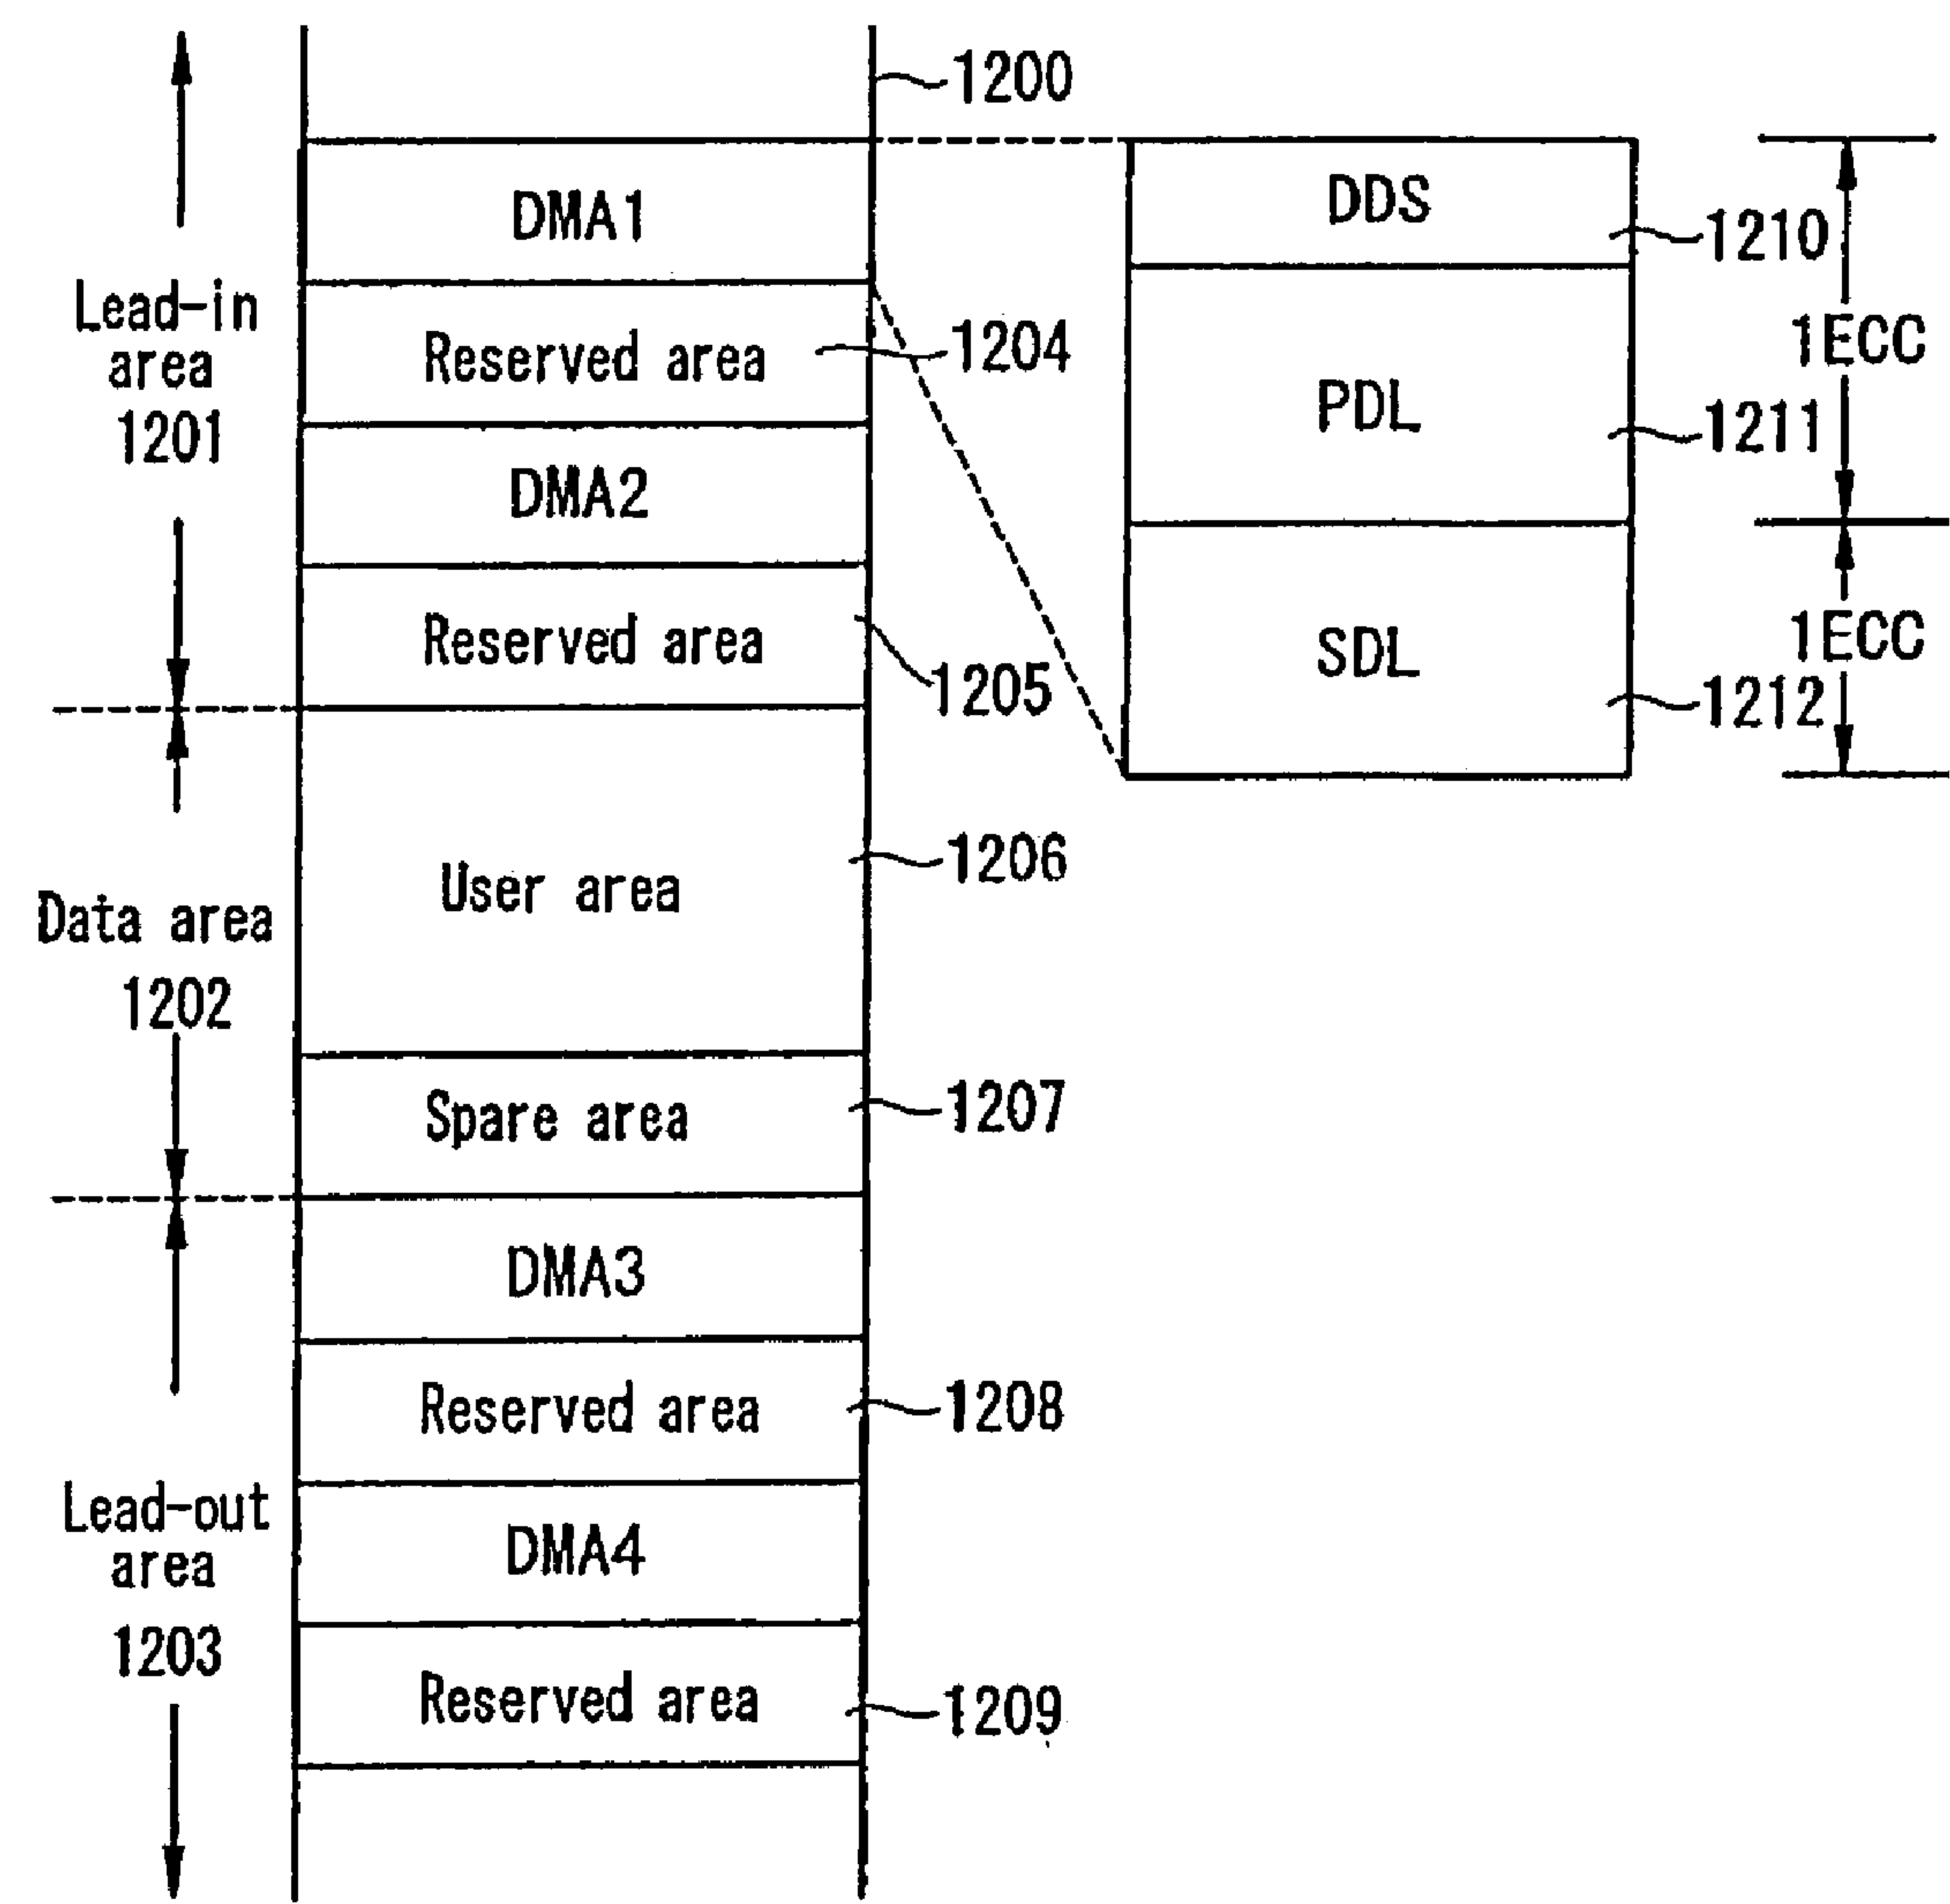 1200
DMA1
DDS
1210
Lead-in
area
1201
Reserved area
1204
1ECC
PDL
1211
DMA2
Reserved area
1205
SDL
1ECC
1212
User area
1206
Data area
1202
Spare area
1207
DMA3
Reserved area
1208
Lead-out
area
1203
DMA4
Reserved area
1209